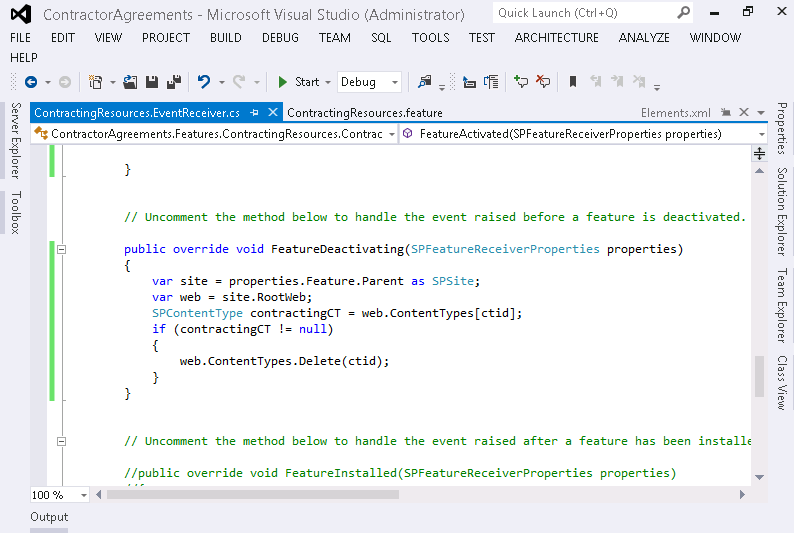 ContractorAgreements - Microsoft Visual Studio (Administrator)
Quick Launch (Ctrl+Q)
FILE EDIT VIEW PROJECT BUILD DEBUG TEAM SQL TOOLS TEST ARCHITECTURE ANALYZE WINDOW
HELP
Start Debug
Server Explorer
Toolbox
ContractingResources.EventReceiver.cs ContractingResources.feature Elements.xml
ContractorAgreements.Features.ContractingResources.Contrac FeatureActivated(SPFeatureReceiverProperties properties)
}
// Uncomment the method below to handle the event raised before a feature is deactivated.
public override void FeatureDeactivating(SPFeatureReceiverProperties properties)
{
var site = properties.Feature.Parent as SPSite;
var web = site.RootWeb;
SPContentType contractingCT = web.ContentTypes[ctid];
if (contractingCT != null)
{
web.ContentTypes.Delete(ctid);
}
}
// Uncomment the method below to handle the event raised after a feature has been installe
//public override void FeatureInstalled(SPFeatureReceiverProperties properties)
100 %
Output
Properties
Solution Explorer
Team Explorer
Class View